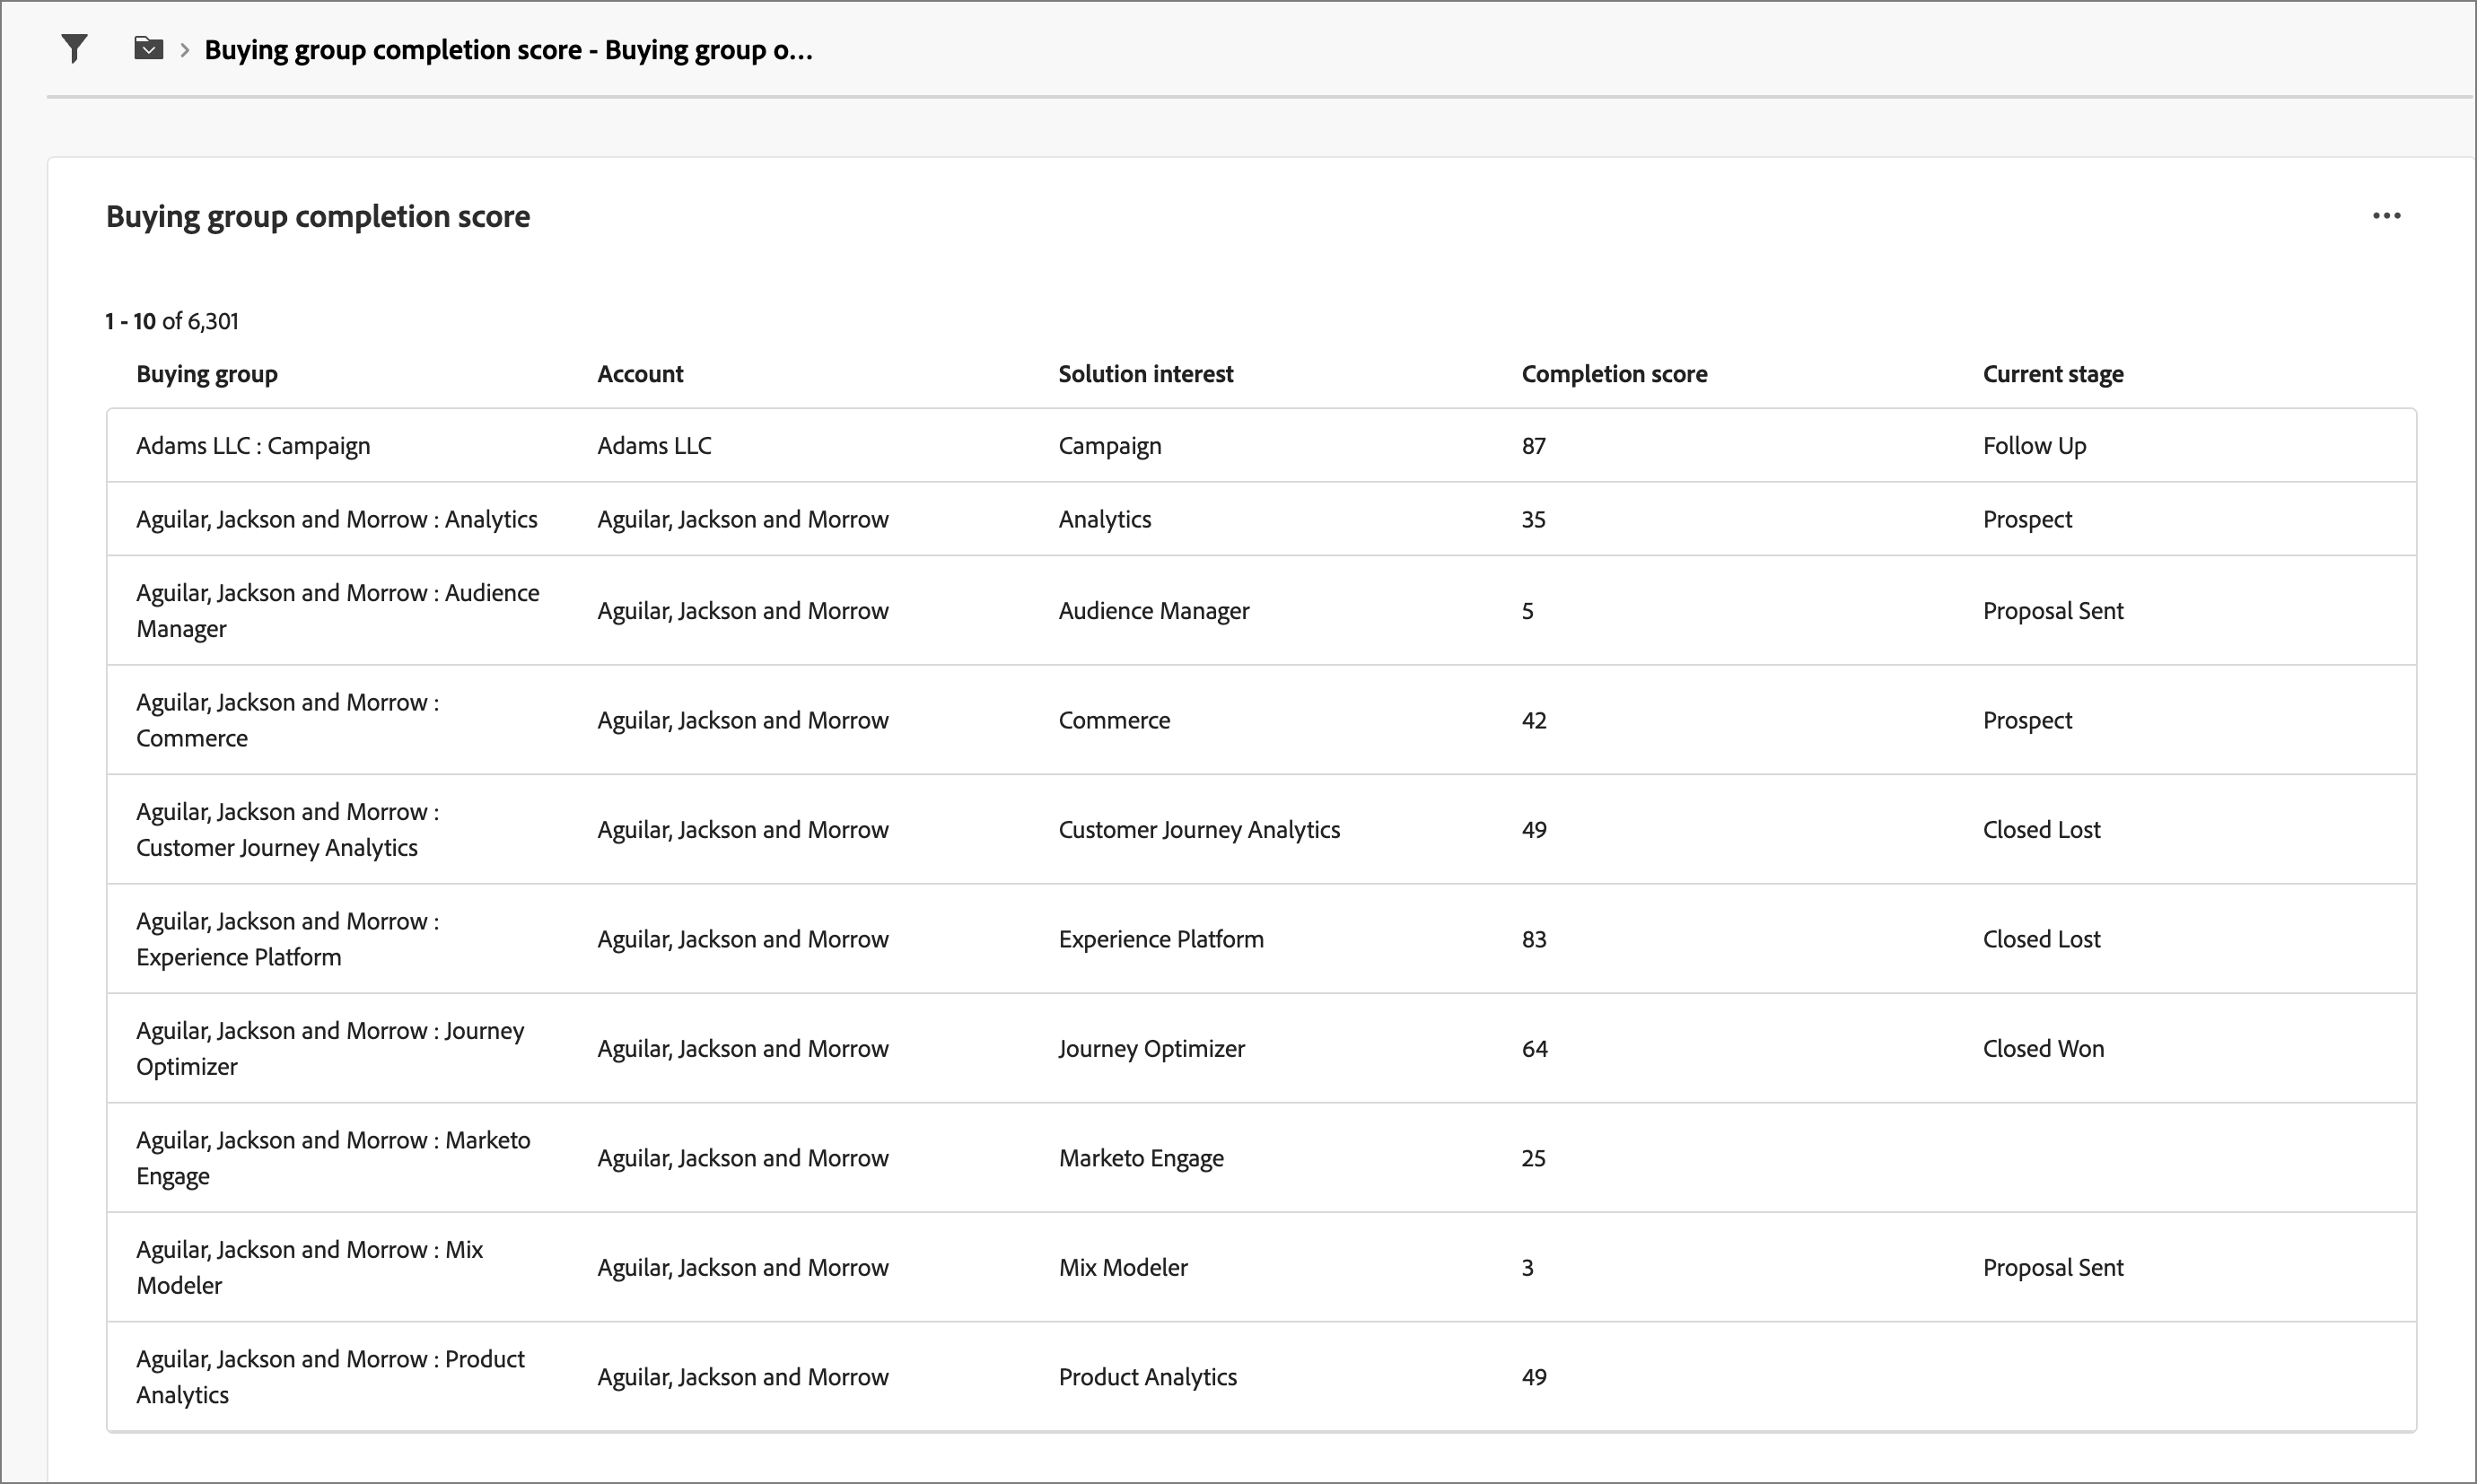 Buying group completion score - Buying group o...
Buying group completion score
1 - 10 of 6,301
Buying group Account Solution interest Completion score Current stage
Adams LLC : Campaign Adams LLC Campaign 87 Follow Up
Aguilar, Jackson and Morrow : Analytics Aguilar, Jackson and Morrow Analytics 35 Prospect
Aguilar, Jackson and Morrow : Audience
Manager Aguilar, Jackson and Morrow Audience Manager 5 Proposal Sent
Aguilar, Jackson and Morrow :
Commerce Aguilar, Jackson and Morrow Commerce 42 Prospect
Aguilar, Jackson and Morrow :
Customer Journey Analytics Aguilar, Jackson and Morrow Customer Journey Analytics 49 Closed Lost
Aguilar, Jackson and Morrow :
Experience Platform Aguilar, Jackson and Morrow Experience Platform 83 Closed Lost
Aguilar, Jackson and Morrow : Journey
Optimizer Aguilar, Jackson and Morrow Journey Optimizer 64 Closed Won
Aguilar, Jackson and Morrow : Marketo
Engage Aguilar, Jackson and Morrow Marketo Engage 25
Aguilar, Jackson and Morrow : Mix
Modeler Aguilar, Jackson and Morrow Mix Modeler 3 Proposal Sent
Aguilar, Jackson and Morrow : Product
Analytics Aguilar, Jackson and Morrow Product Analytics 49